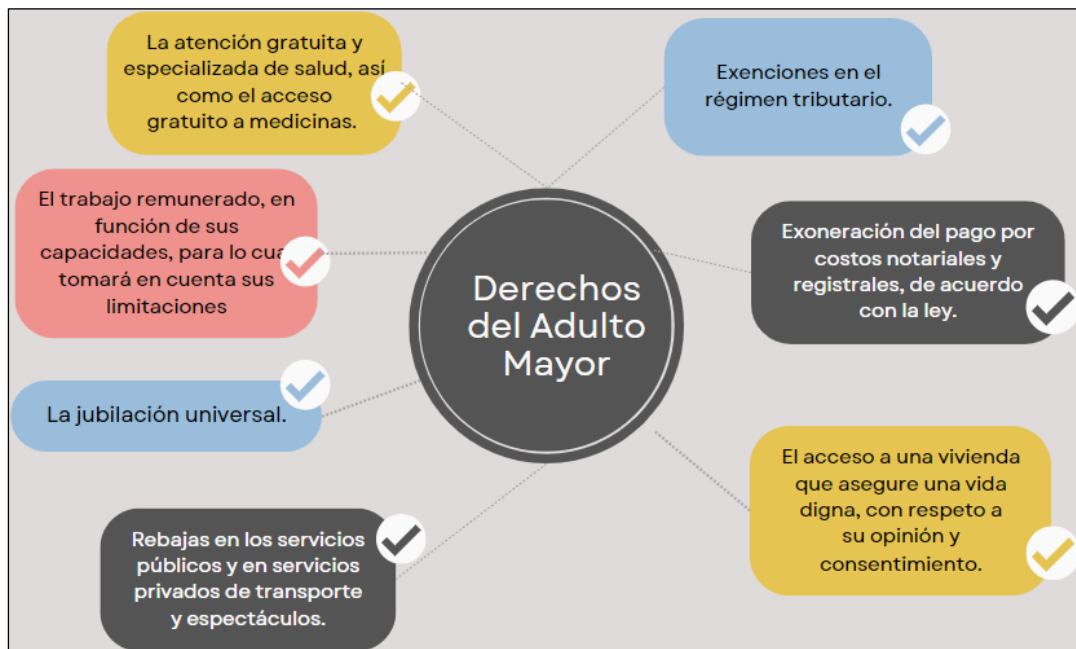 La atención gratuita y
especializada de salud, así
como el acceso
gratuito a medicinas.
El trabajo remunerado, en
función de sus
capacidades, para lo cua
tomará en cuenta sus
limitaciones
La jubilación universal.
Rebajas en los servicios
públicos y en servicios
privados de transporte
y espectáculos.
Derechos
del Adulto
Mayor
Exenciones en el
régimen tributario.
Exoneración del pago por
costos notariales y
registrales, de acuerdo
con la ley.
El acceso a una vivienda
que asegure una vida
digna, con respeto a
su opinión y
consentimiento.